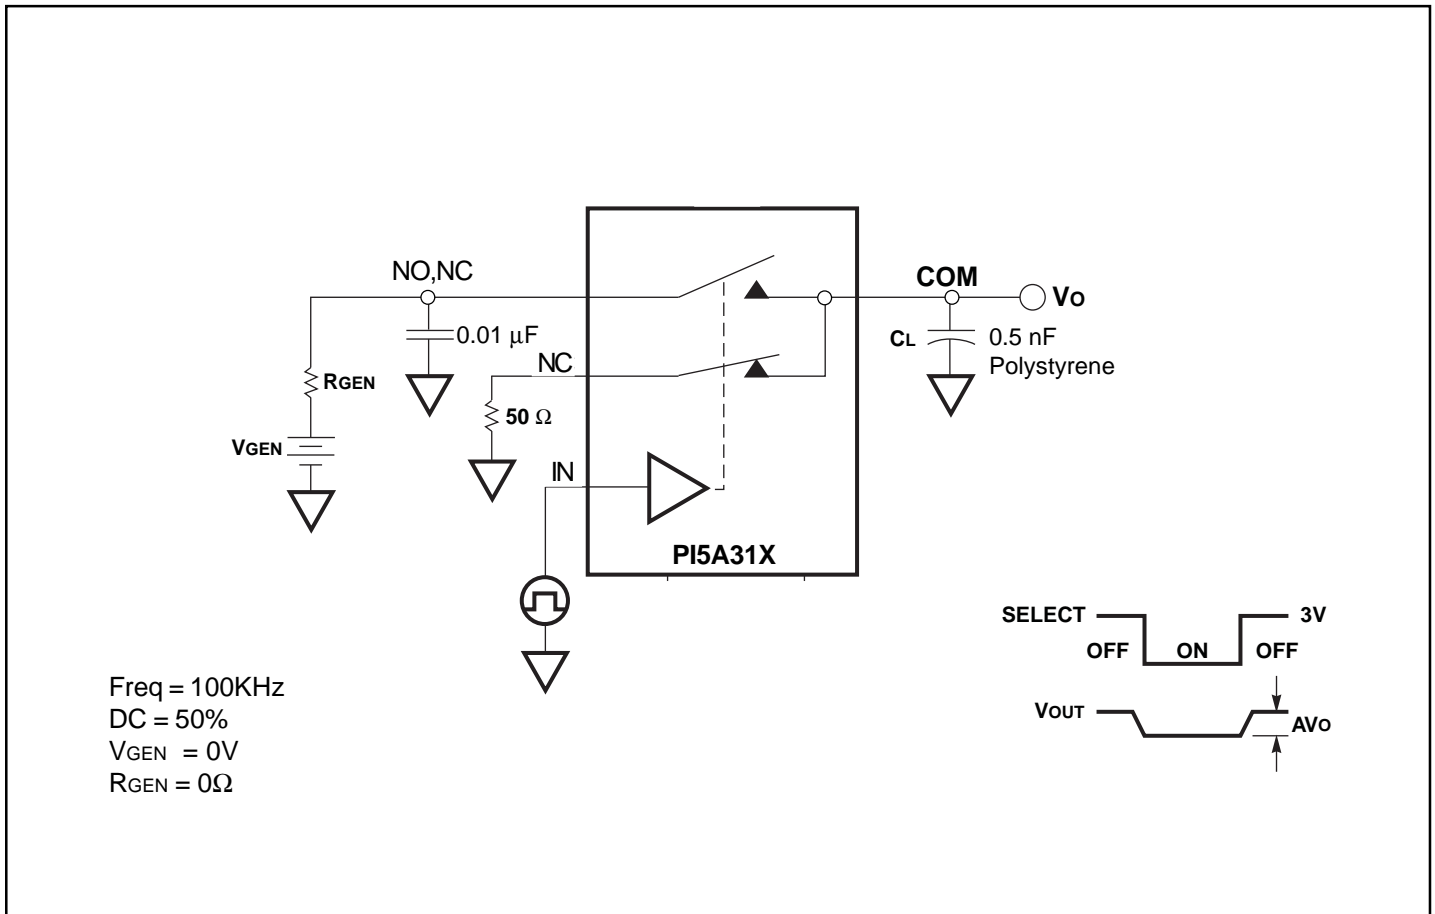 NO,NC
COM
VO
0.01 μF
CL
0.5 nF
Polystyrene
NC
RGEN
50 Ω
VGEN
IN
PI5A31X
SELECT
3V
OFF
ON
OFF
VOUT
AVO
Freq = 100KHz
DC = 50%
VGEN = 0V
RGEN = 0Ω